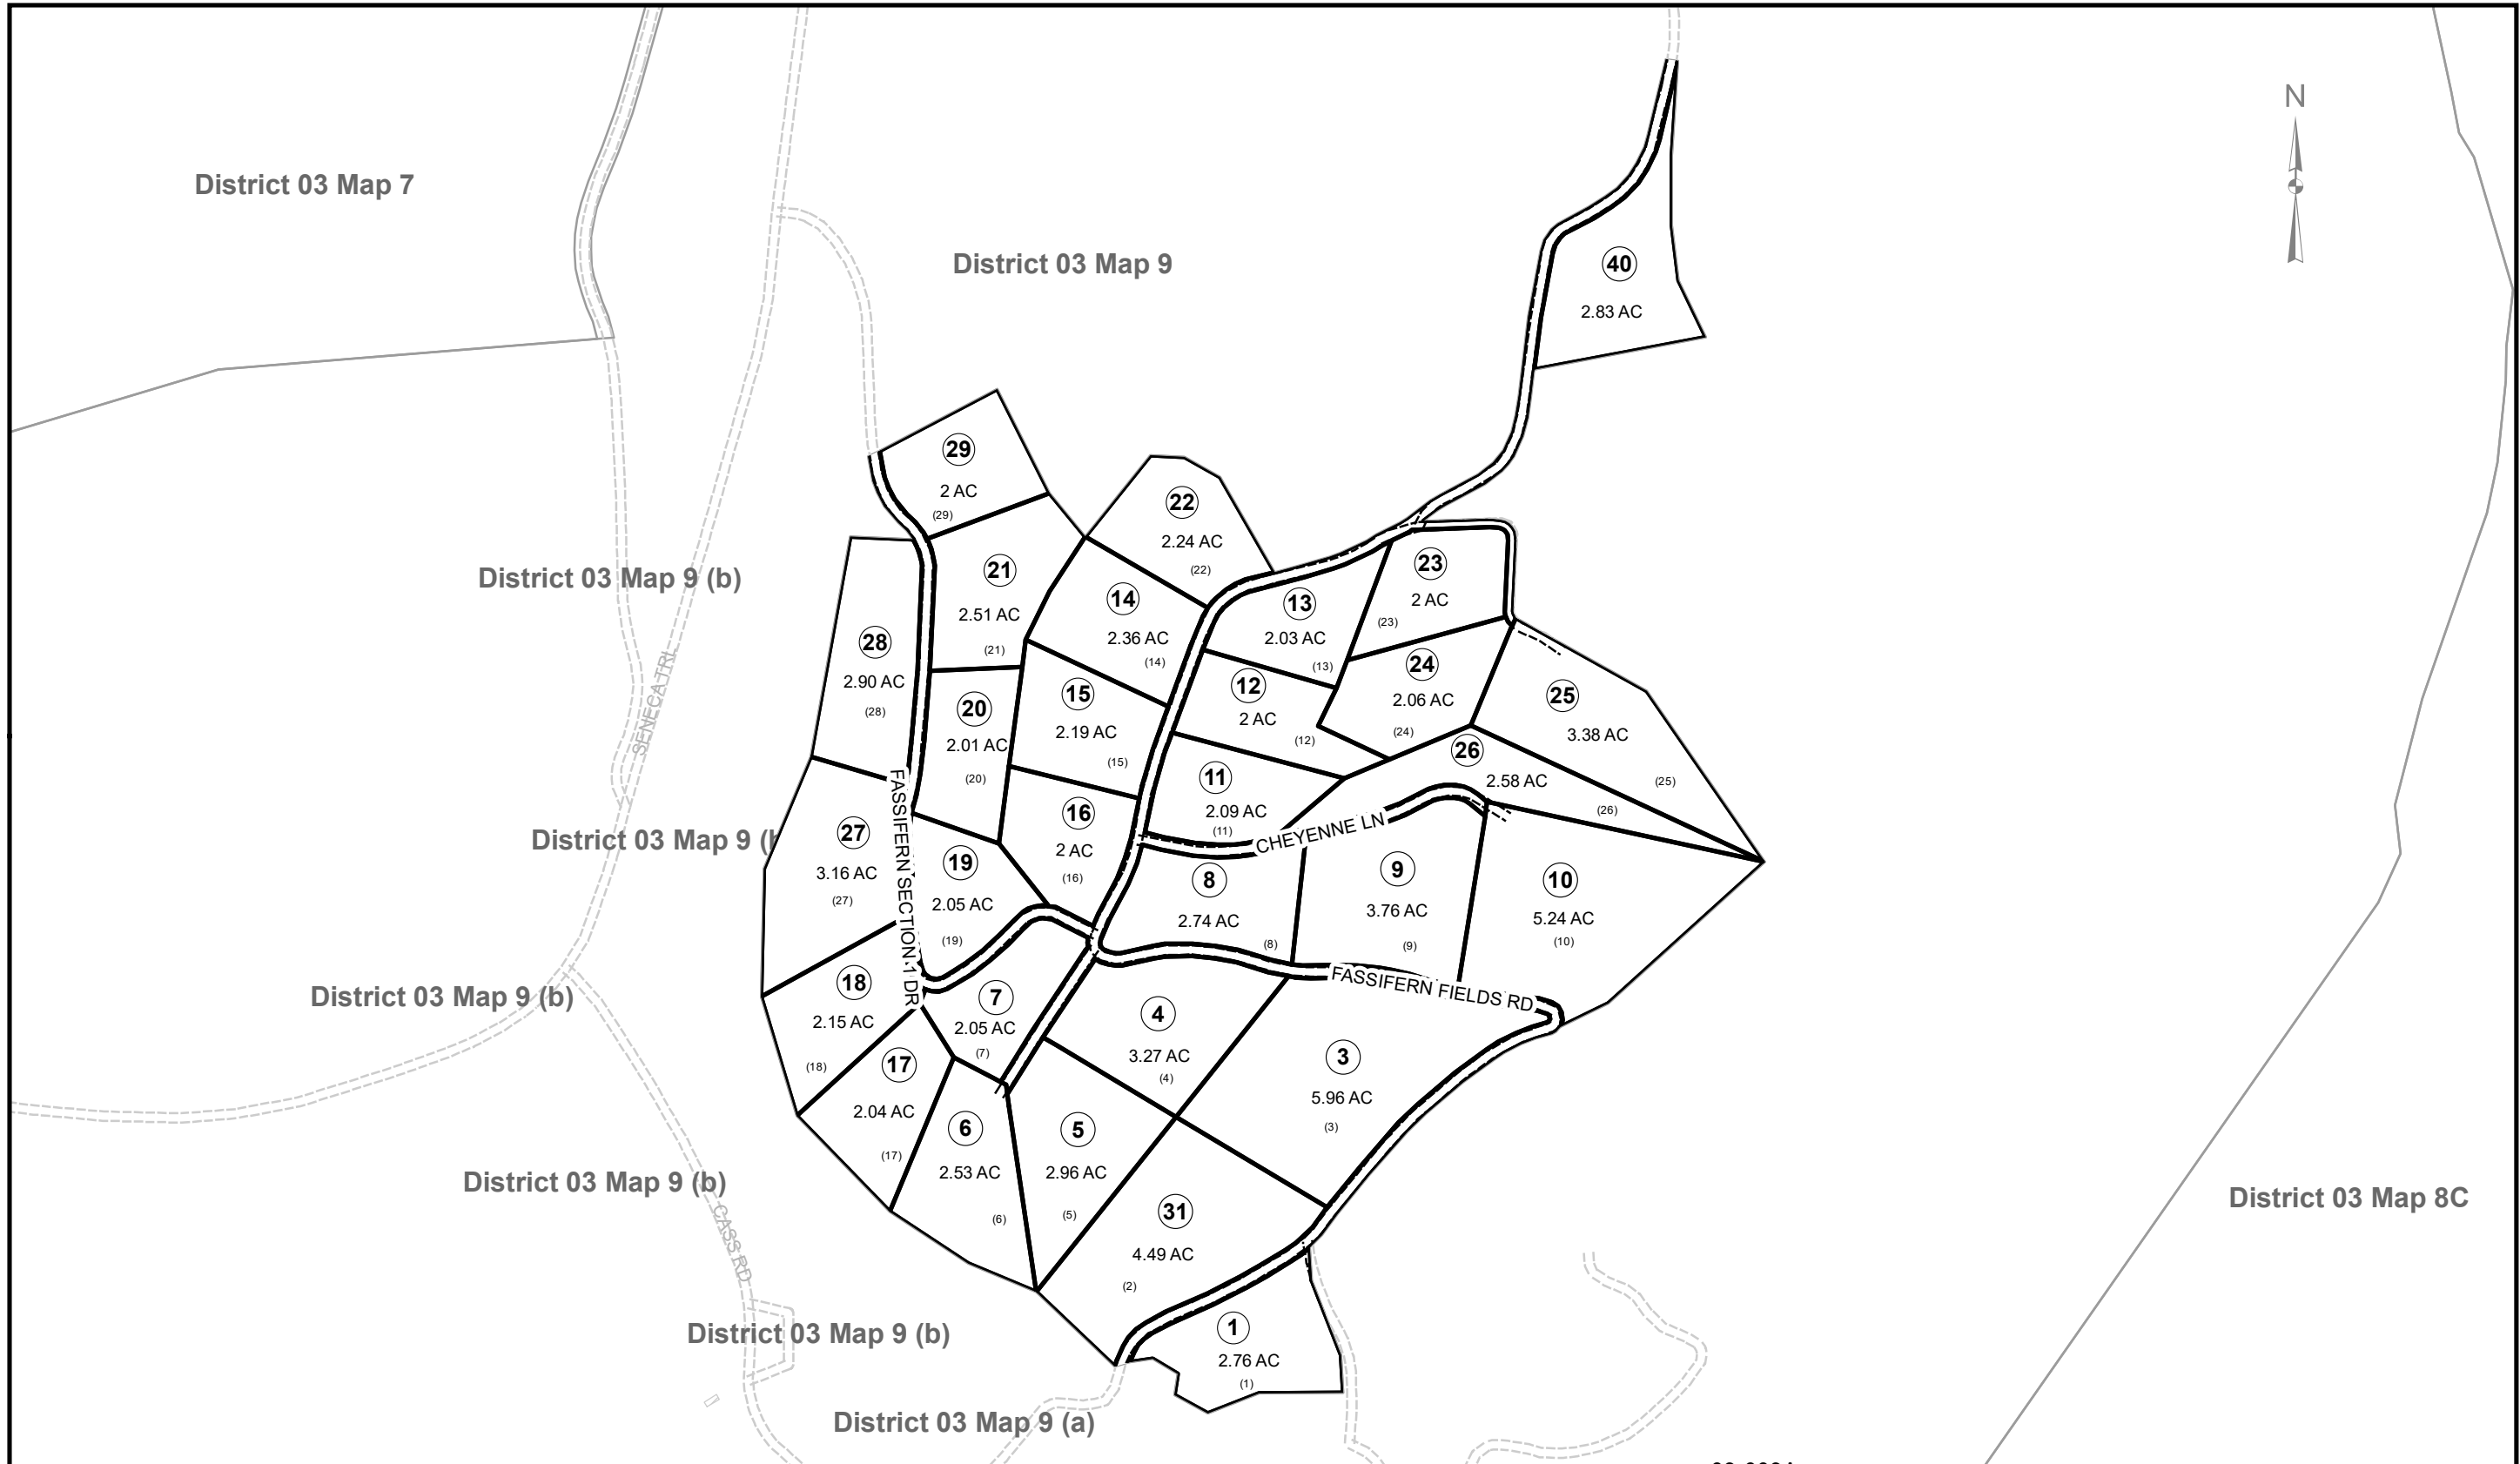 N
District 03 Map 7
District 03 Map 9
40
2.83 AC
29
2 AC
(29)
22
2.24 AC
(22)
District 03 Map 9 (b)
21
2.51 AC
(21)
14
2.36 AC
(14)
13
2.03 AC
(13)
23
2 AC
(23)
28
2.90 AC
(28)
SENECA TRL
20
2.01 AC
(20)
15
2.19 AC
(15)
12
2 AC
(12)
24
2.06 AC
(24)
25
3.38 AC
(25)
26
2.58 AC
(26)
11
2.09 AC
(11)
CHEYENNE LN
16
2 AC
(16)
District 03 Map 9
27
3.16 AC
(27)
FASSIFERN SECTION 1 DR
19
2.05 AC
(19)
8
2.74 AC
(8)
9
3.76 AC
(9)
10
5.24 AC
(10)
FASSIFERN FIELDS RD
District 03 Map 9 (b)
18
2.15 AC
(18)
7
2.05 AC
(7)
4
3.27 AC
(4)
3
5.96 AC
(3)
17
2.04 AC
(17)
6
2.53 AC
(6)
5
2.96 AC
(5)
31
4.49 AC
(2)
District 03 Map 9 (b)
CASS RD
District 03 Map 8C
District 03 Map 9 (b)
1
2.76 AC
(1)
District 03 Map 9 (a)